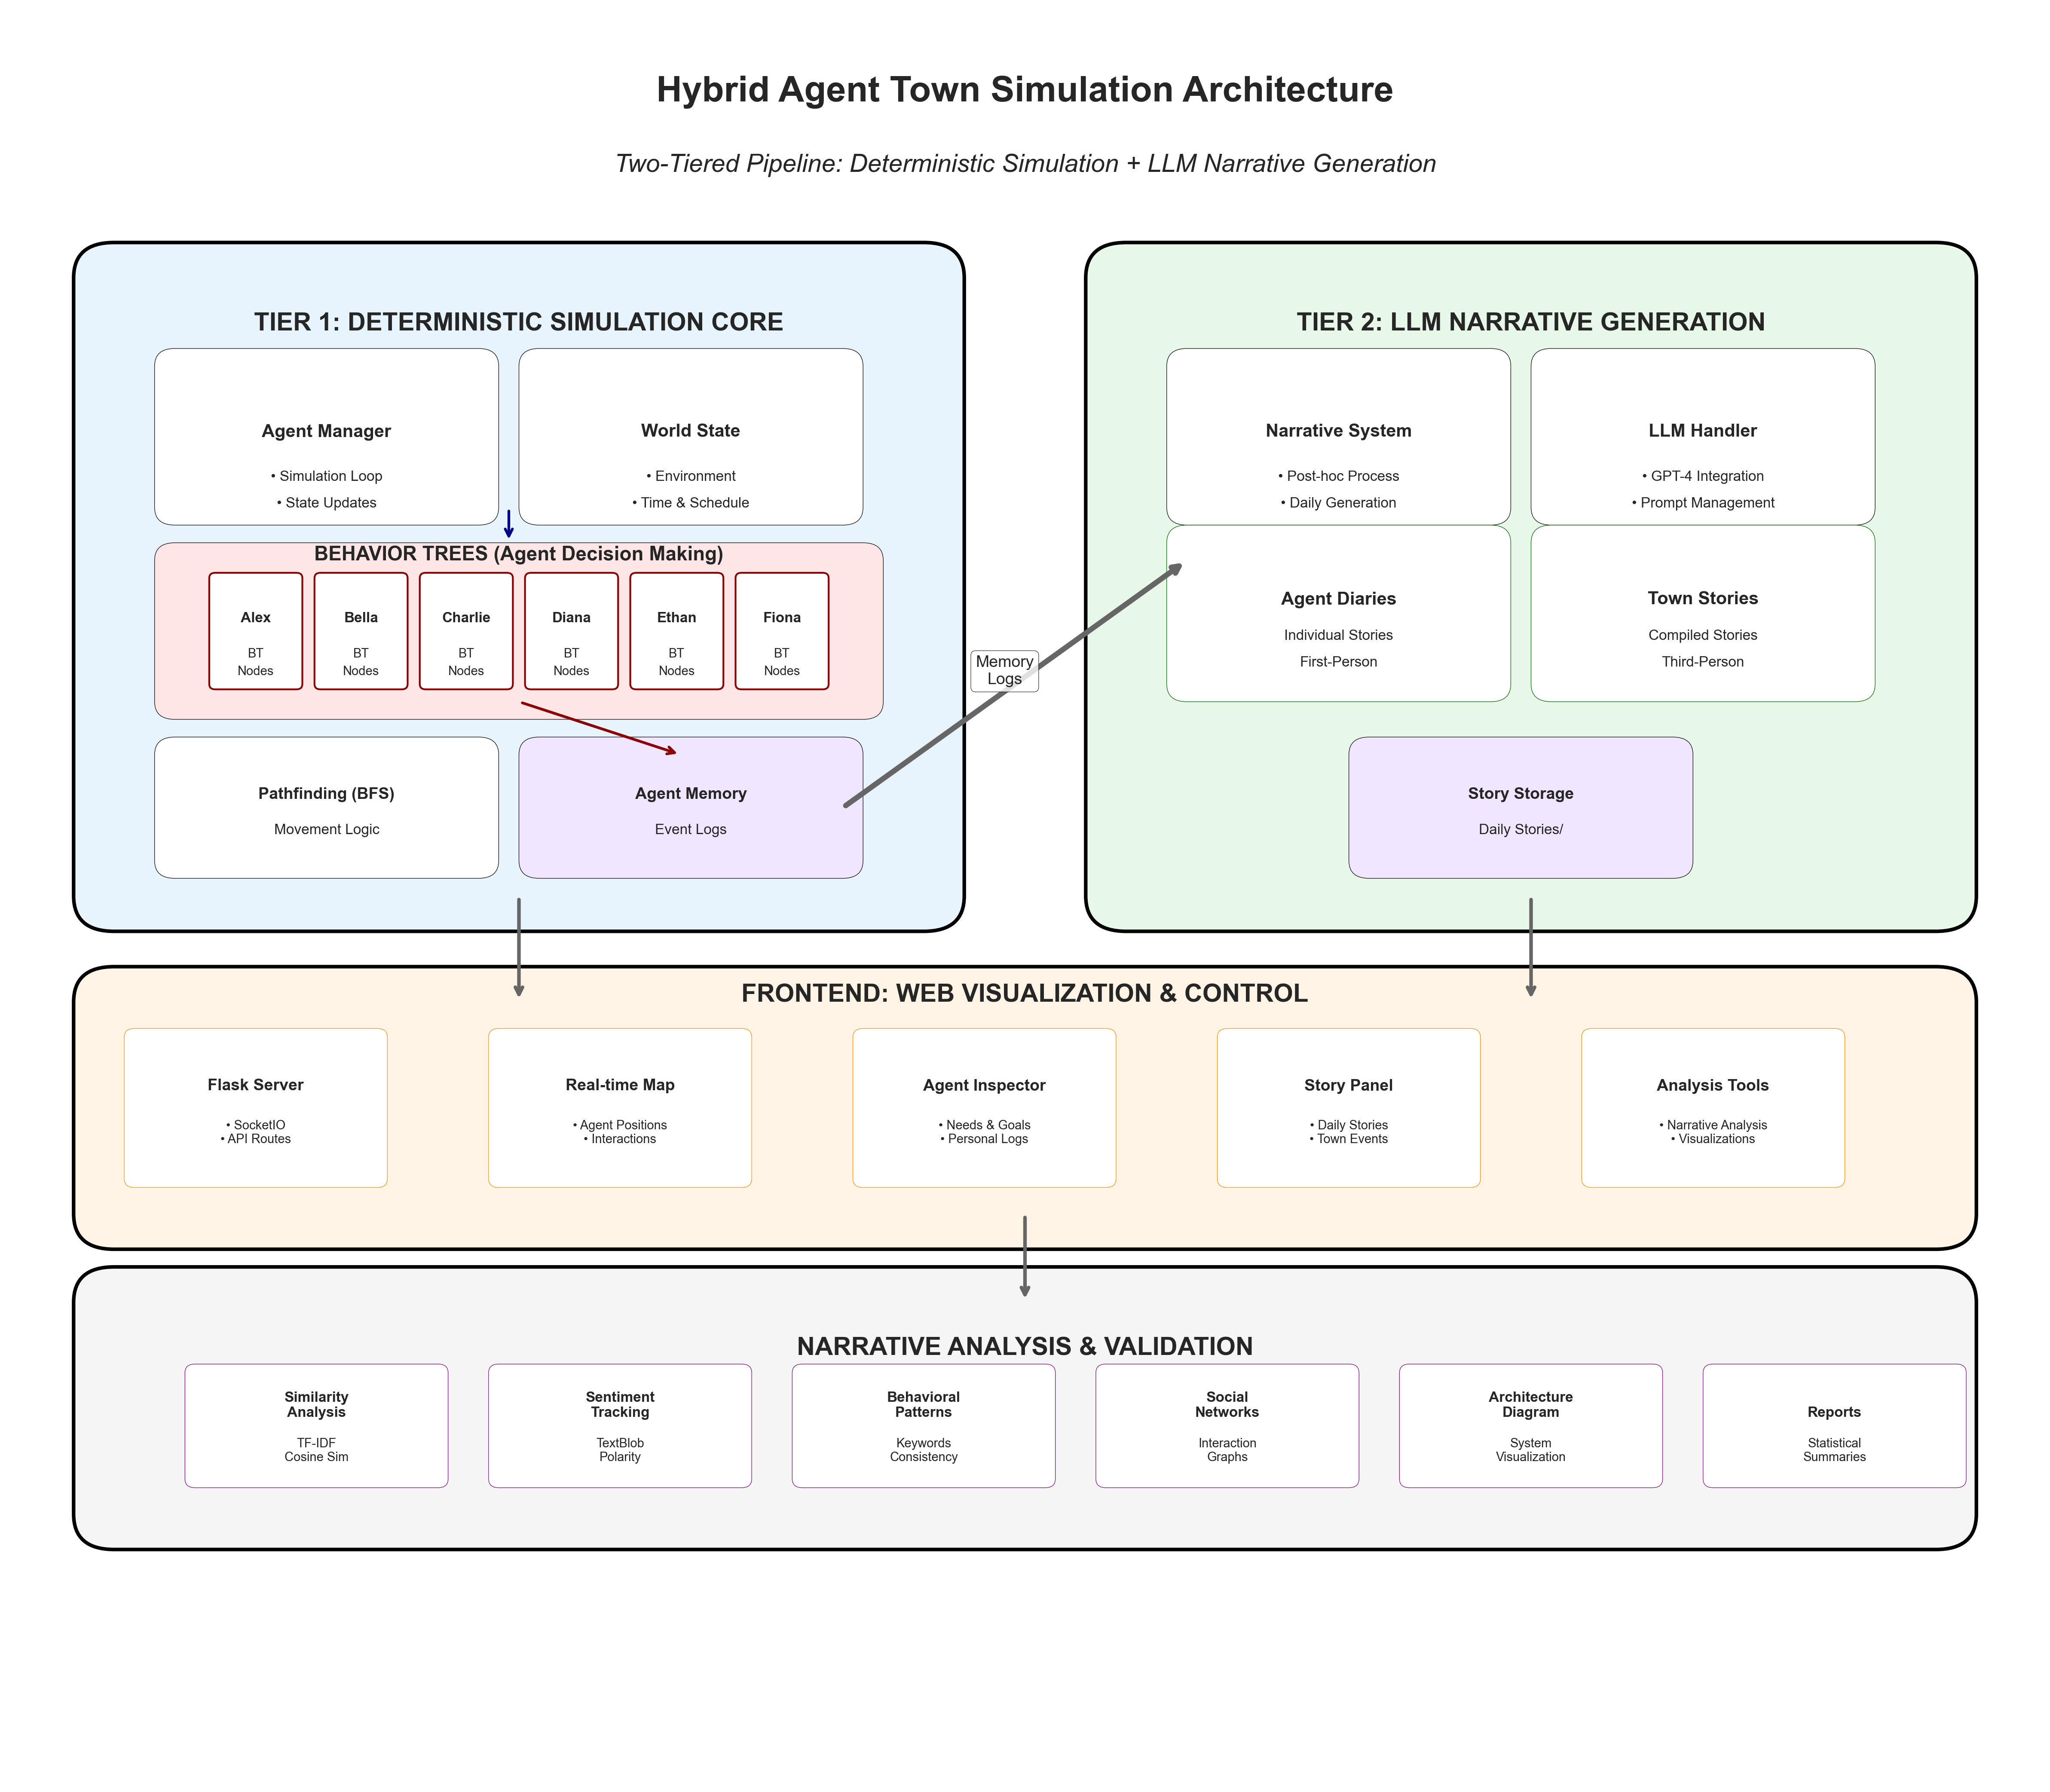 Hybrid Agent Town Simulation Architecture
Two-Tiered Pipeline: Deterministic Simulation + LLM Narrative Generation
TIER 1: DETERMINISTIC SIMULATION CORE
Agent Manager
• Simulation Loop
• State Updates
World State
• Environment
• Time & Schedule
BEHAVIOR TREES (Agent Decision Making)
Alex
BT
Nodes
Bella
BT
Nodes
Charlie
BT
Nodes
Diana
BT
Nodes
Ethan
BT
Nodes
Fiona
BT
Nodes
Pathfinding (BFS)
Movement Logic
Agent Memory
Event Logs
Memory
Logs
TIER 2: LLM NARRATIVE GENERATION
Narrative System
• Post-hoc Process
• Daily Generation
LLM Handler
• GPT-4 Integration
• Prompt Management
Agent Diaries
Individual Stories
First-Person
Town Stories
Compiled Stories
Third-Person
Story Storage
Daily Stories/
FRONTEND: WEB VISUALIZATION & CONTROL
Flask Server
• SocketIO
• API Routes
Real-time Map
• Agent Positions
• Interactions
Agent Inspector
• Needs & Goals
• Personal Logs
Story Panel
• Daily Stories
• Town Events
Analysis Tools
• Narrative Analysis
• Visualizations
NARRATIVE ANALYSIS & VALIDATION
Similarity
Analysis
TF-IDF
Cosine Sim
Sentiment
Tracking
TextBlob
Polarity
Behavioral
Patterns
Keywords
Consistency
Social
Networks
Interaction
Graphs
Architecture
Diagram
System
Visualization
Reports
Statistical
Summaries